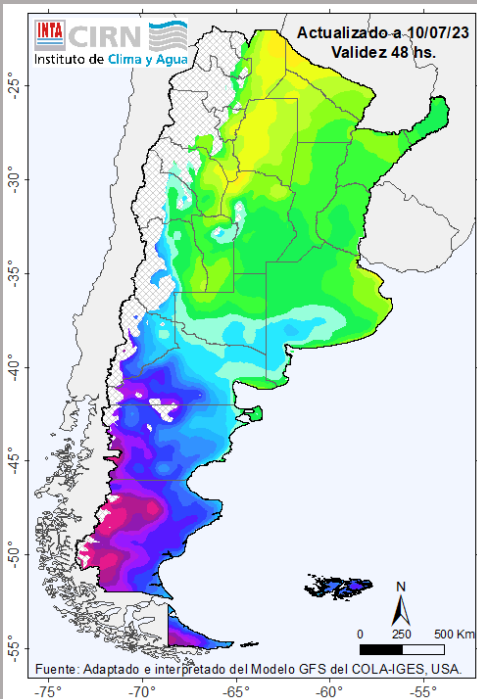 INTA CIRN
Instituto de Clima y Agua
Actualizado a 10/07/23
Validez 48 hs.
-25°
-30°
-35°
-40°
-45°
-50°
-55°
N
0 250 500 Km
Fuente: Adaptado e interpretado del Modelo GFS del COLA-IGES, USA.
-75° -70° -65° -60° -55°